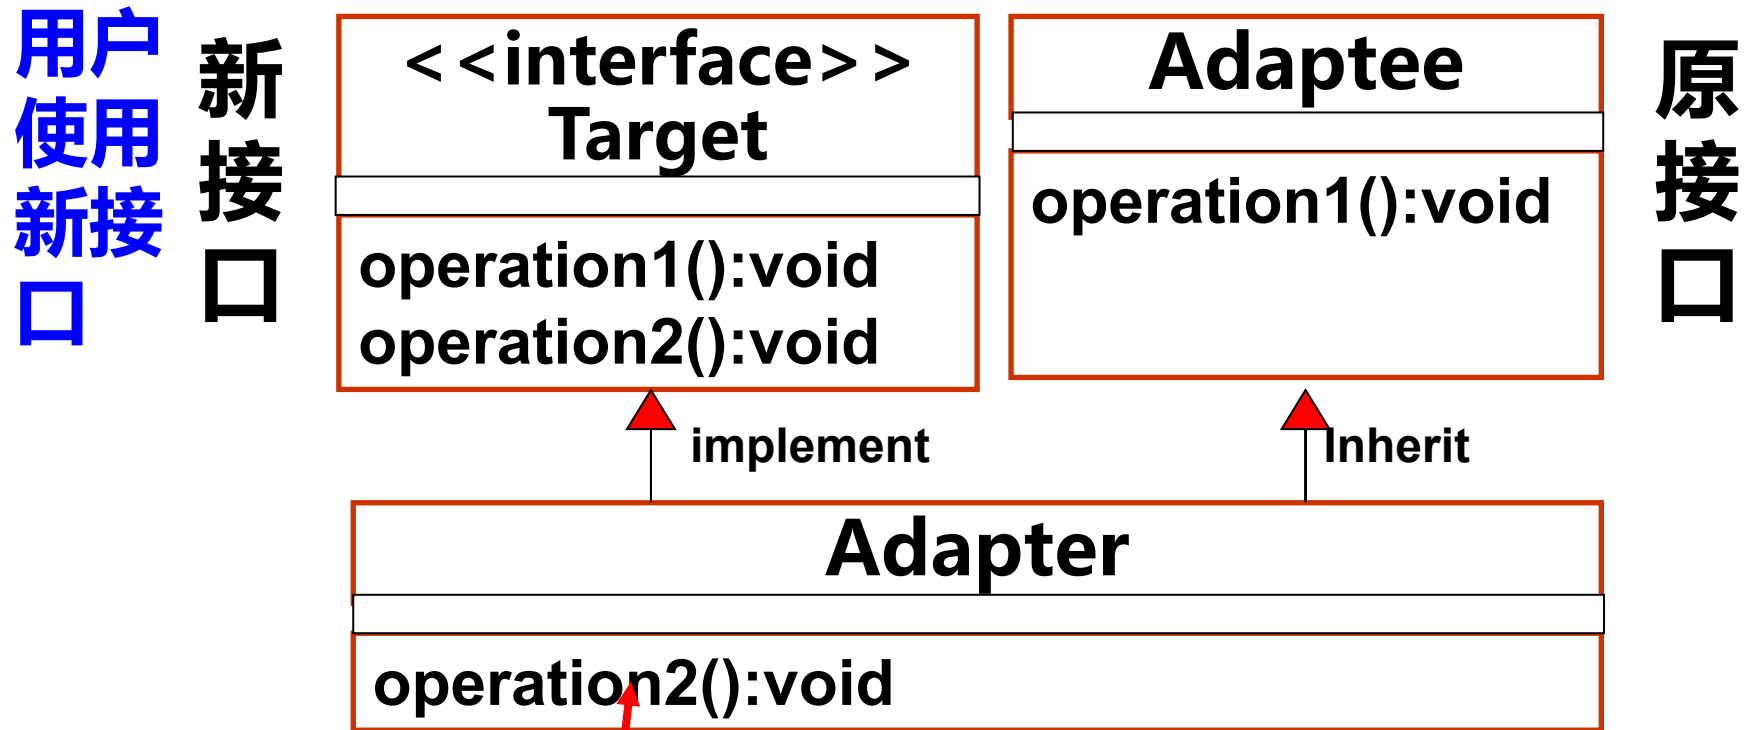 用户
使用
新接
口
新
接
口
<<interface>>
Target
operation1():void
operation2():void
Adaptee
operation1():void
原
接
口
implement
Inherit
Adapter
operation2():void